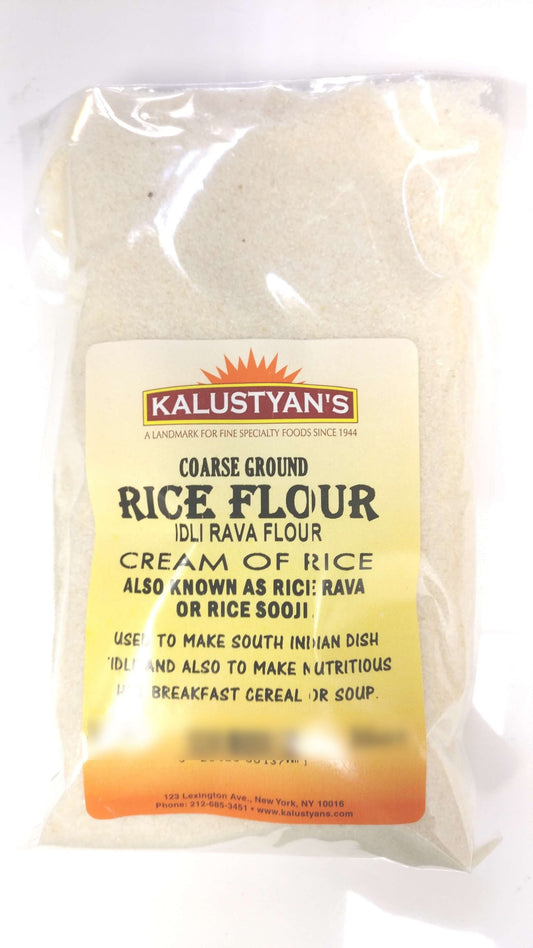 KALUSTYAN'S
A LANDMARK FOR FINE SPECIALTY FOODS SINCE 1944
COARSE GROUND
RICE FLOUR
IDLI RAVA FLOUR
CREAM OF RICE
ALSO KNOWN AS RICE RAVA
OR RICE SOOJI.
USED TO MAKE SOUTH INDIAN DISH
'IDLI AND ALSO TO MAKE NUTRITIOUS
BREAKFAST CEREAL OR SOUP.
123 Lexington Ave., New York, NY 10016
Phone: 212-685-3451 • www.kalustyans.com